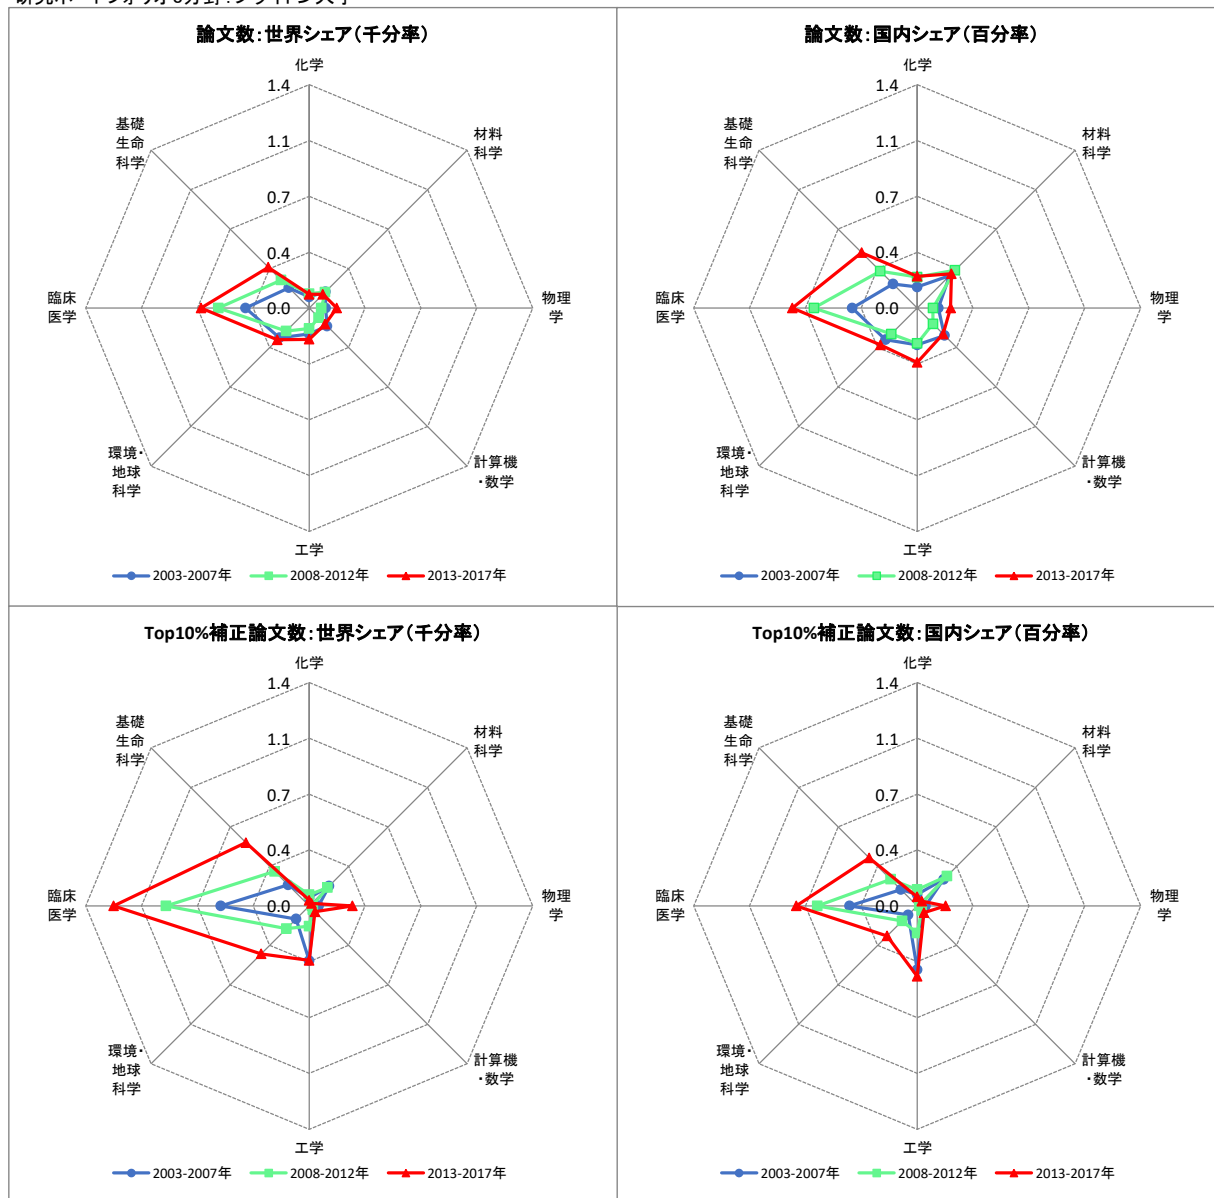 論文数：世界シェア（千分率）
化学
1.4
1.1
0.7
0.4
0.0
材料
科学
物理
学
計算機
・数学
工学
環境・
地球
科学
臨床
医学
基礎
生命
科学
2003-2007年 2008-2012年 2013-2017年
論文数：国内シェア（百分率）
化学
1.4
1.1
0.7
0.4
0.0
材料
科学
物理
学
計算機
・数学
工学
環境・
地球
科学
臨床
医学
基礎
生命
科学
2003-2007年 2008-2012年 2013-2017年
Top10%補正論文数：世界シェア（千分率）
化学
1.4
1.1
0.7
0.4
0.0
材料
科学
物理
学
計算機
・数学
工学
環境・
地球
科学
臨床
医学
基礎
生命
科学
2003-2007年 2008-2012年 2013-2017年
Top10%補正論文数：国内シェア（百分率）
化学
1.4
1.1
0.7
0.4
0.0
材料
科学
物理
学
計算機
・数学
工学
環境・
地球
科学
臨床
医学
基礎
生命
科学
2003-2007年 2008-2012年 2013-2017年